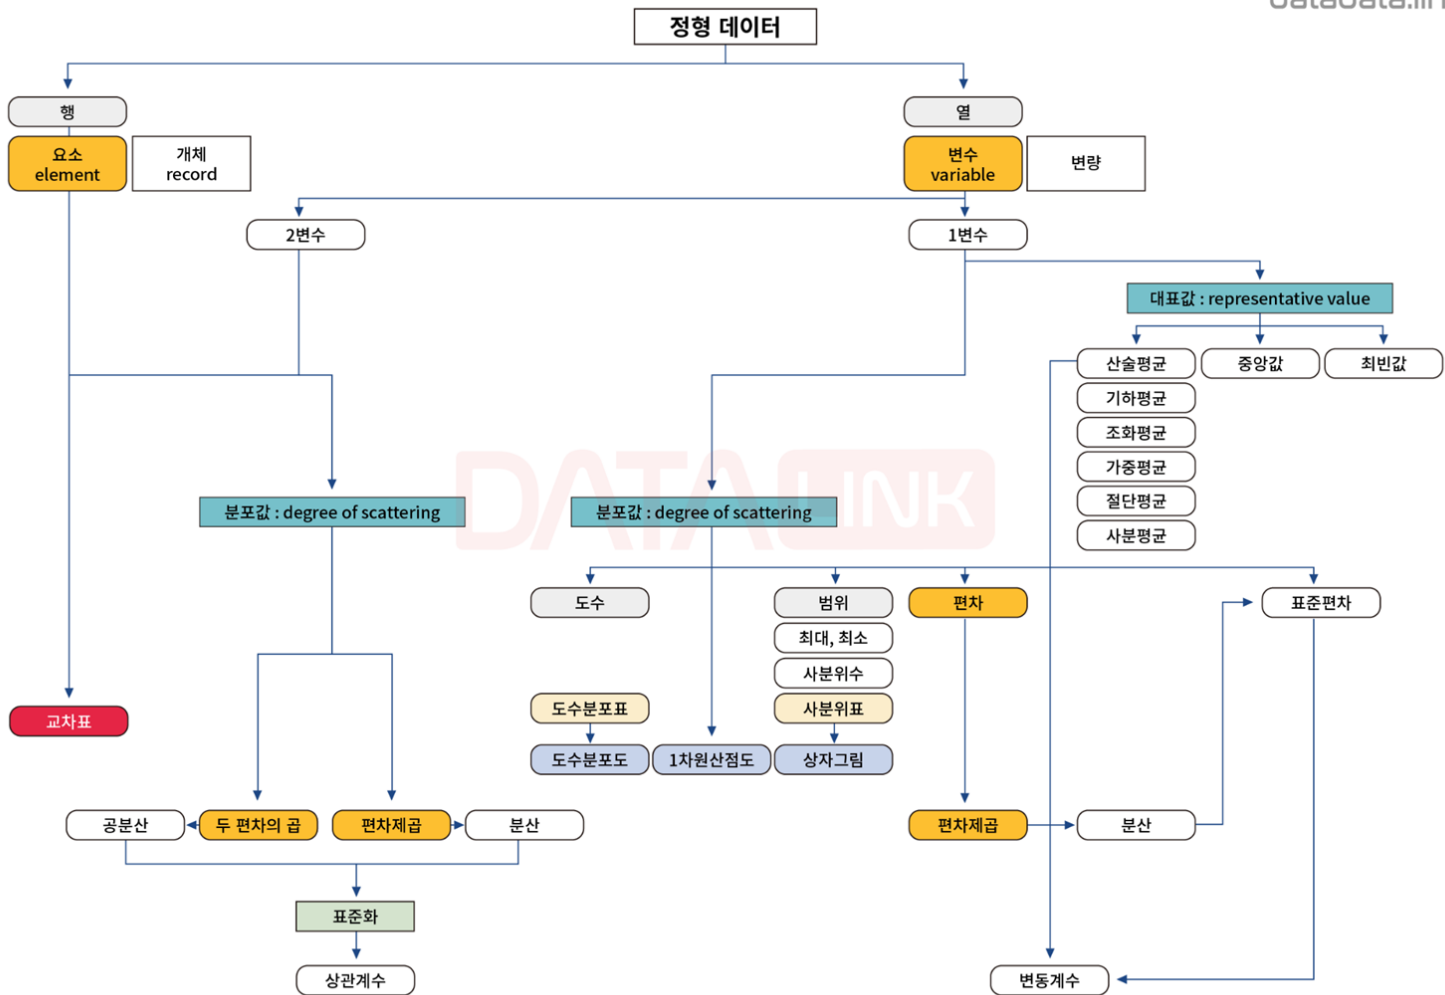 정형 데이터
행
열
요소
element
개체
record
변수
variable
변량
2변수
1변수
대표값 : representative value
산술평균
중앙값
최빈값
기하평균
조화평균
가중평균
절단평균
사분평균
DATA LINK
분포값 : degree of scattering
분포값 : degree of scattering
도수
범위
편차
표준편차
최대, 최소
사분위수
도수분포표
사분위표
교차표
도수분포도
1차원산점도
상자그림
공분산
두 편차의 곱
편차제곱
분산
편차제곱
분산
표준화
상관계수
변동계수